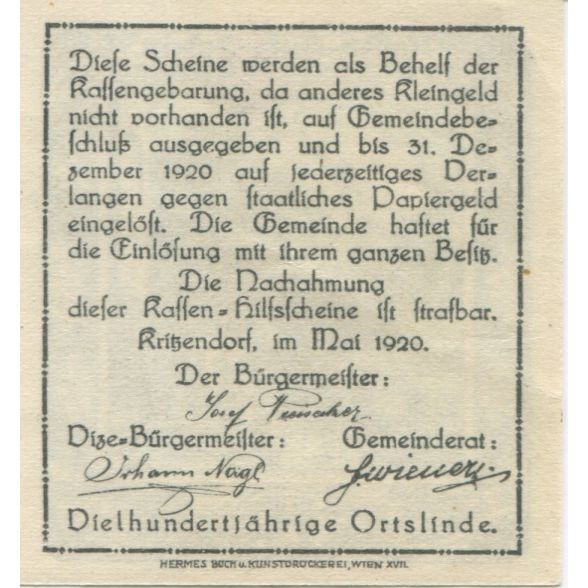 Diese Scheine werden als Behelf der
Kassengebarung, da anderes Kleingeld
nicht vorhanden ist, auf Gemeindebe=
schluß ausgegeben und bis 31. De=
zember 1920 auf jederzeitiges Ver=
langen gegen staatliches Papiergeld
eingelöst. Die Gemeinde haftet für
die Einlösung mit ihrem ganzen Besitz.
Die Nachahmung
dieser Kassen=Hilfsscheine ist strafbar.
Kritzendorf, im Mai 1920.
Der Bürgermeister:
Josef
Vize=Bürgermeister: Gemeinderat:
Johann Nagl
Vielhundertjährige Ortslinde.
HERMES BUCH u. KUNSTDRUCKEREI, WIEN XVII.